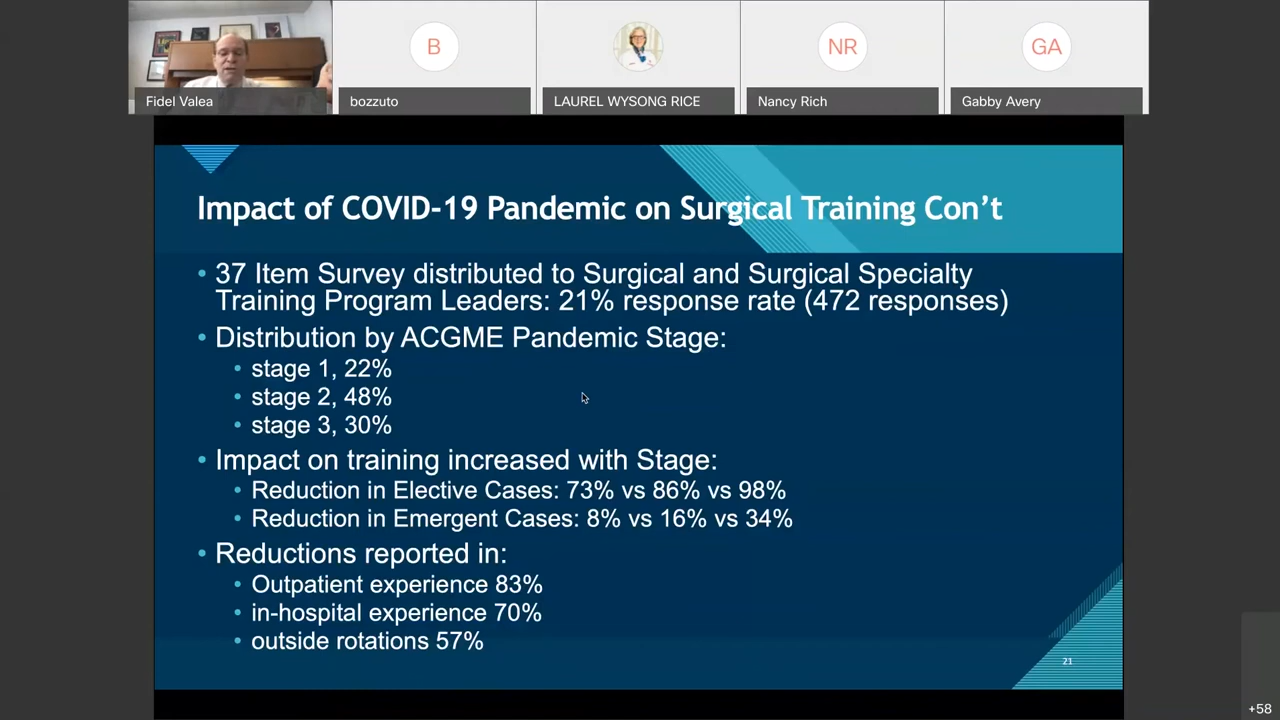 B
NR
GA
Fidel Valea
bozzuto
LAUREL WYSONG RICE
Nancy Rich
Gabby Avery
Impact of COVID-19 Pandemic on Surgical Training Con’t
• 37 Item Survey distributed to Surgical and Surgical Specialty
Training Program Leaders: 21% response rate (472 responses)
• Distribution by ACGME Pandemic Stage:
• stage 1, 22%
• stage 2, 48%
• stage 3, 30%
• Impact on training increased with Stage:
• Reduction in Elective Cases: 73% vs 86% vs 98%
• Reduction in Emergent Cases: 8% vs 16% vs 34%
• Reductions reported in:
• Outpatient experience 83%
• in-hospital experience 70%
• outside rotations 57%
21
+58